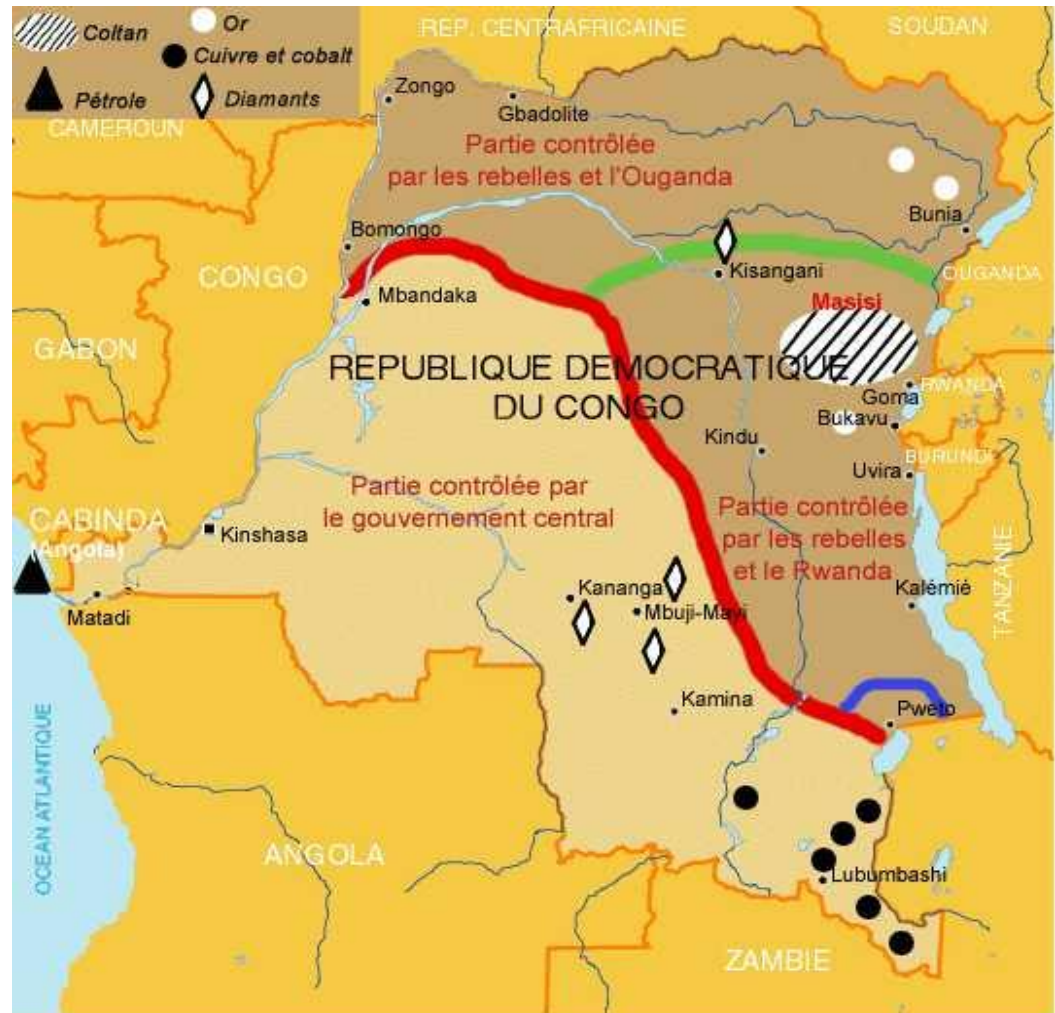 Coltan
Or
Cuivre et cobalt
Pétrole
Diamants
REP. CENTRAFRICAINE
SOUDAN
CAMEROUN
Zongo
Gbadolite
Partie contrôlée
par les rebelles et l'Ouganda
Bunia
Bomongo
CONGO
Kisangani
OUGANDA
Mbandaka
Masisi
GABON
REPUBLIQUE DEMOCRATIQUE
DU CONGO
RWANDA
Goma
Bukavu
Kindu
BURUNDI
Uvira
Partie contrôlée par
le gouvernement central
Partie contrôlée
par les rebelles
et le Rwanda
CABINDA
(Angola)
Kinshasa
TANZANIE
Kananga
Kalémié
Matadi
Mbuji-Mayi
Kamina
Pweto
OCEAN ATLANTIQUE
ANGOLA
Lubumbashi
ZAMBIE